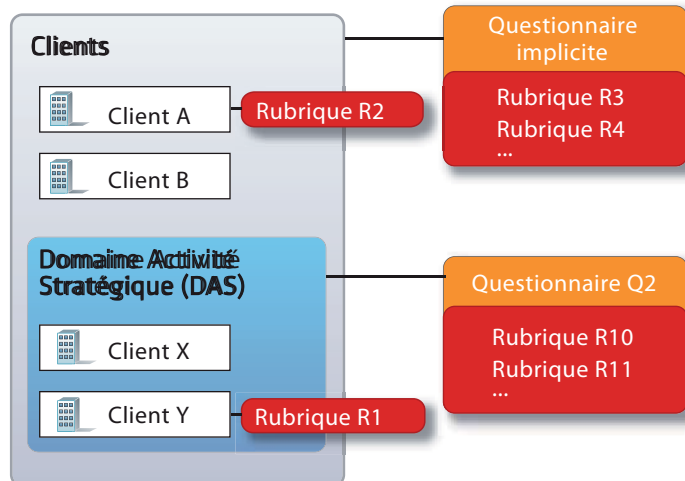 Clients
Client A
Rubrique R2
Client B
Questionnaire
implicite
Rubrique R3
Rubrique R4
...
Domaine Activité
Stratégique (DAS)
Client X
Client Y
Rubrique R1
Questionnaire Q2
Rubrique R10
Rubrique R11
...